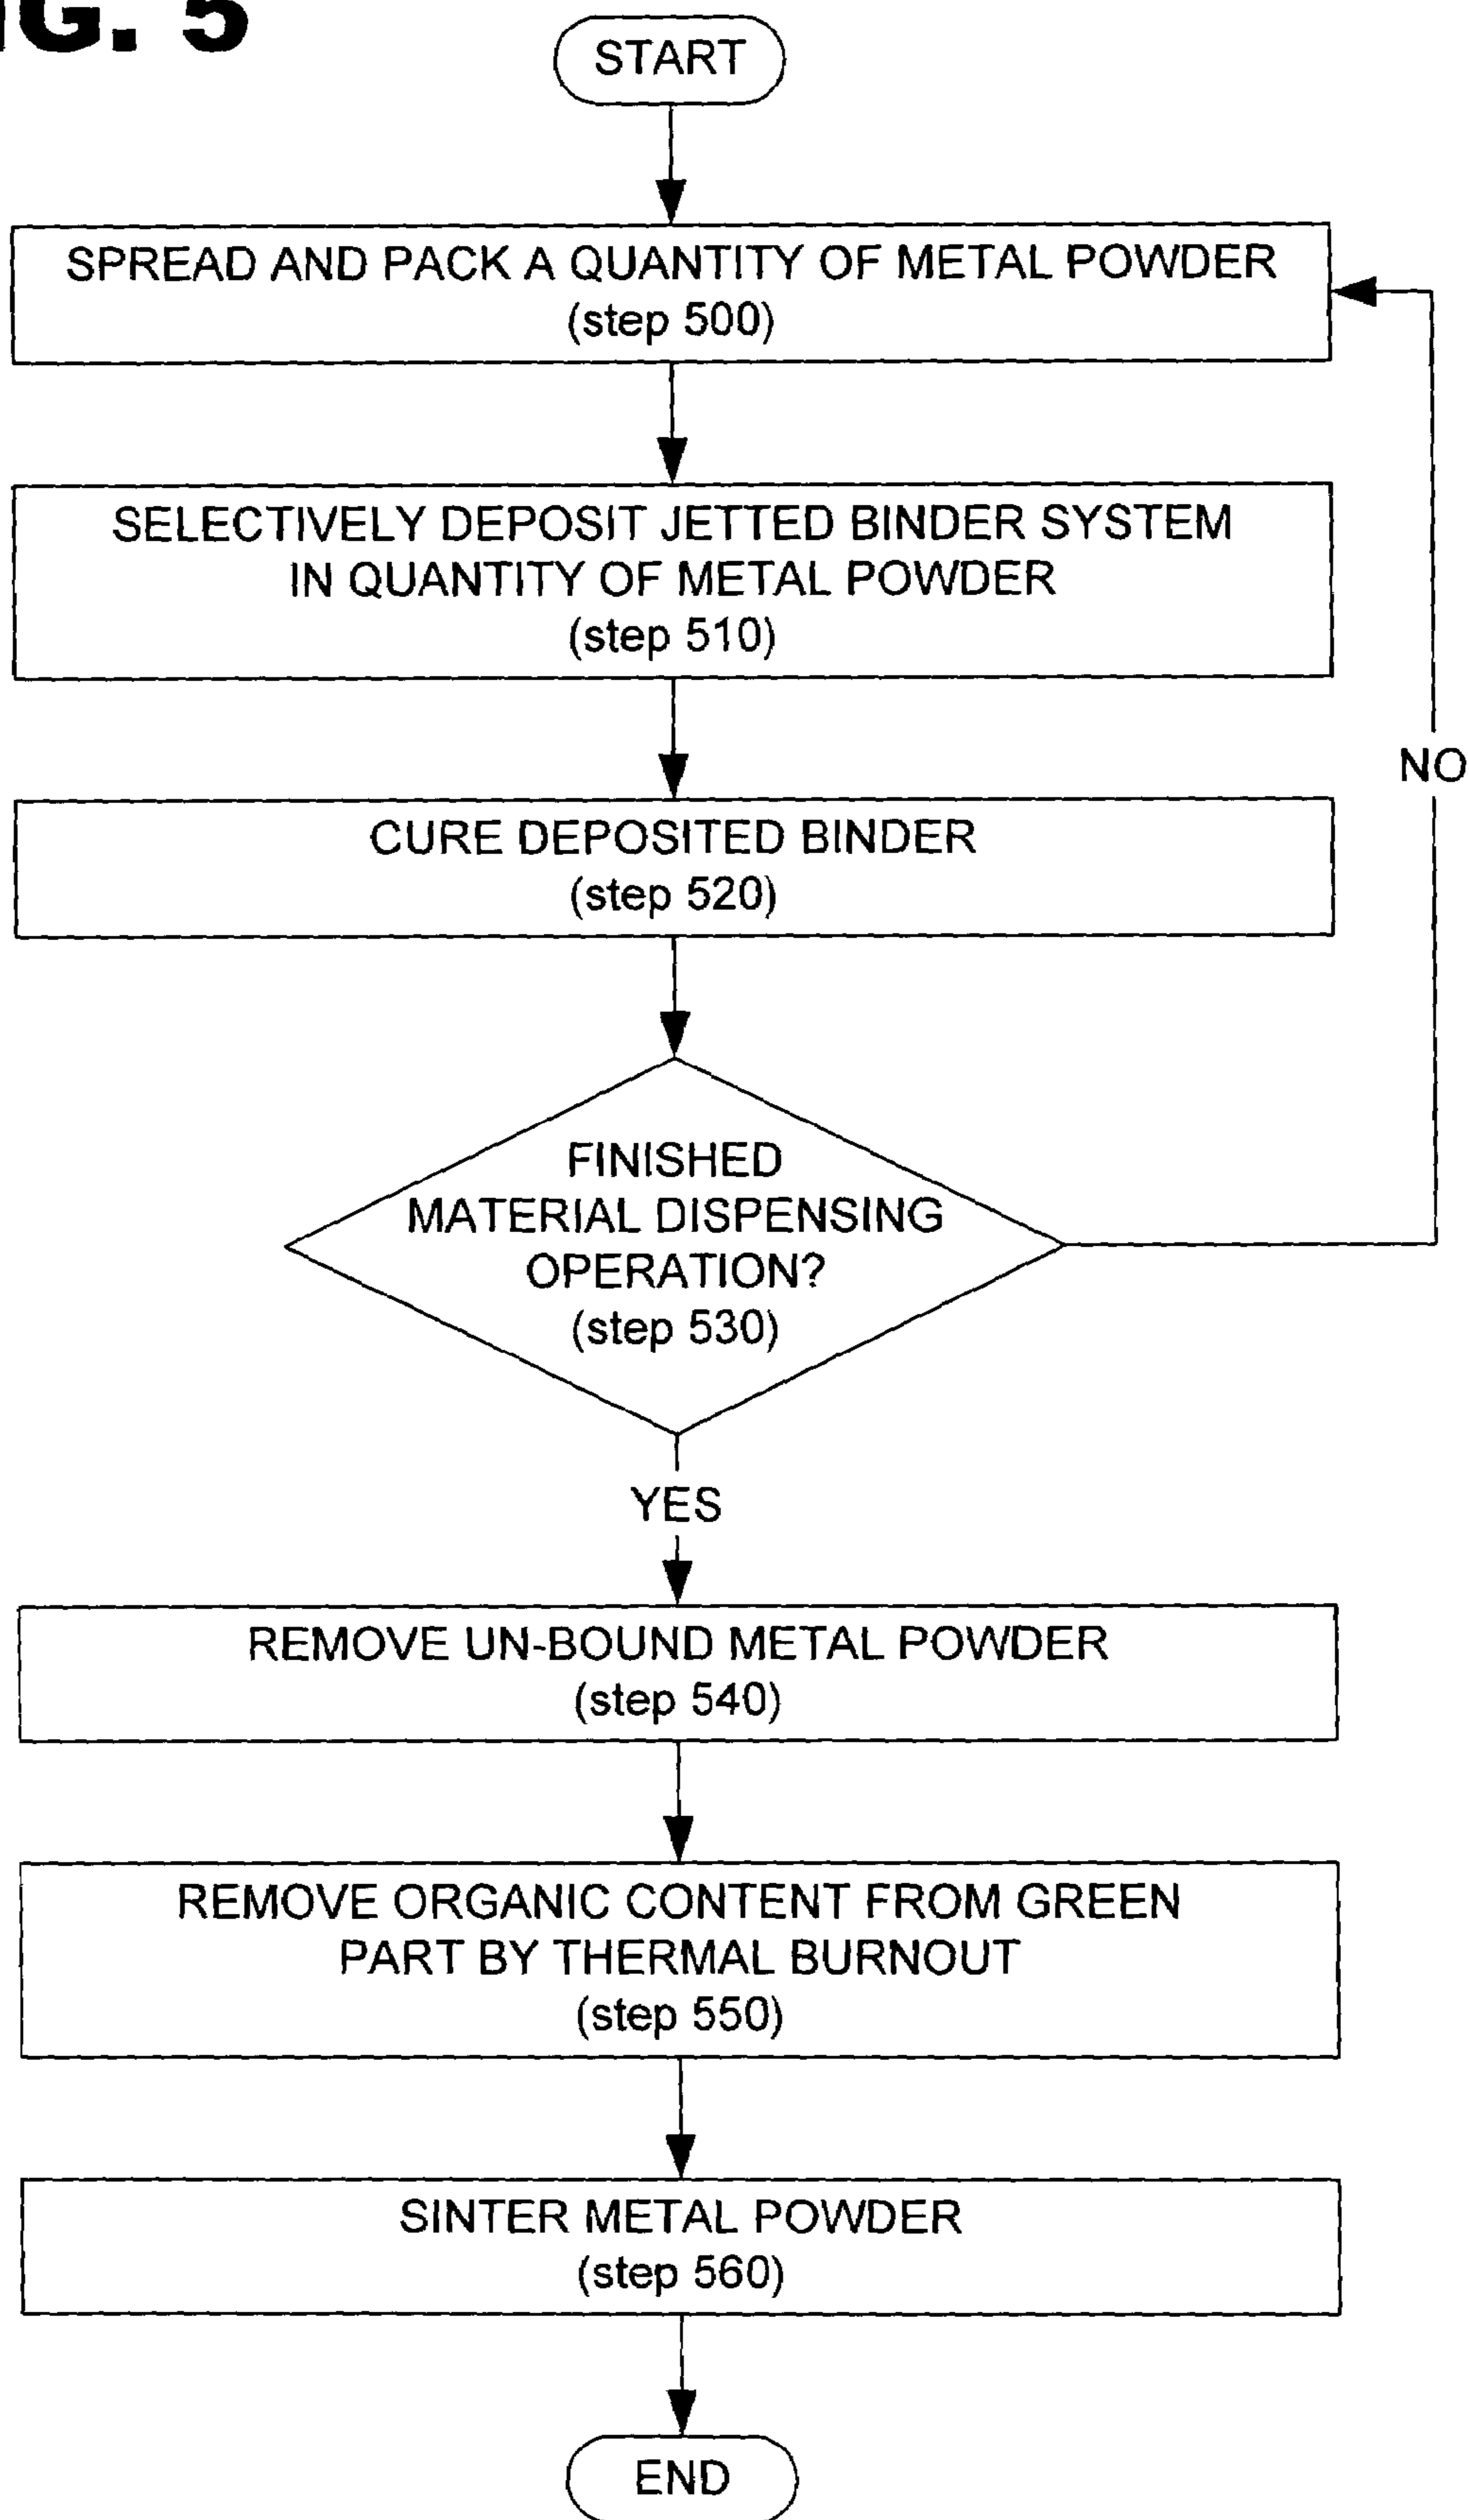 G. 5
START
SPREAD AND PACK A QUANTITY OF METAL POWDER
(step 500)
SELECTIVELY DEPOSIT JETTED BINDER SYSTEM
IN QUANTITY OF METAL POWDER
(step 510)
NO
CURE DEPOSITED BINDER
(step 520)
FINISHED
MATERIAL DISPENSING
OPERATION?
(step 530)
YES
REMOVE UN-BOUND METAL POWDER
(step 540)
REMOVE ORGANIC CONTENT FROM GREEN
PART BY THERMAL BURNOUT
(step 550)
SINTER METAL POWDER
(step 560)
END